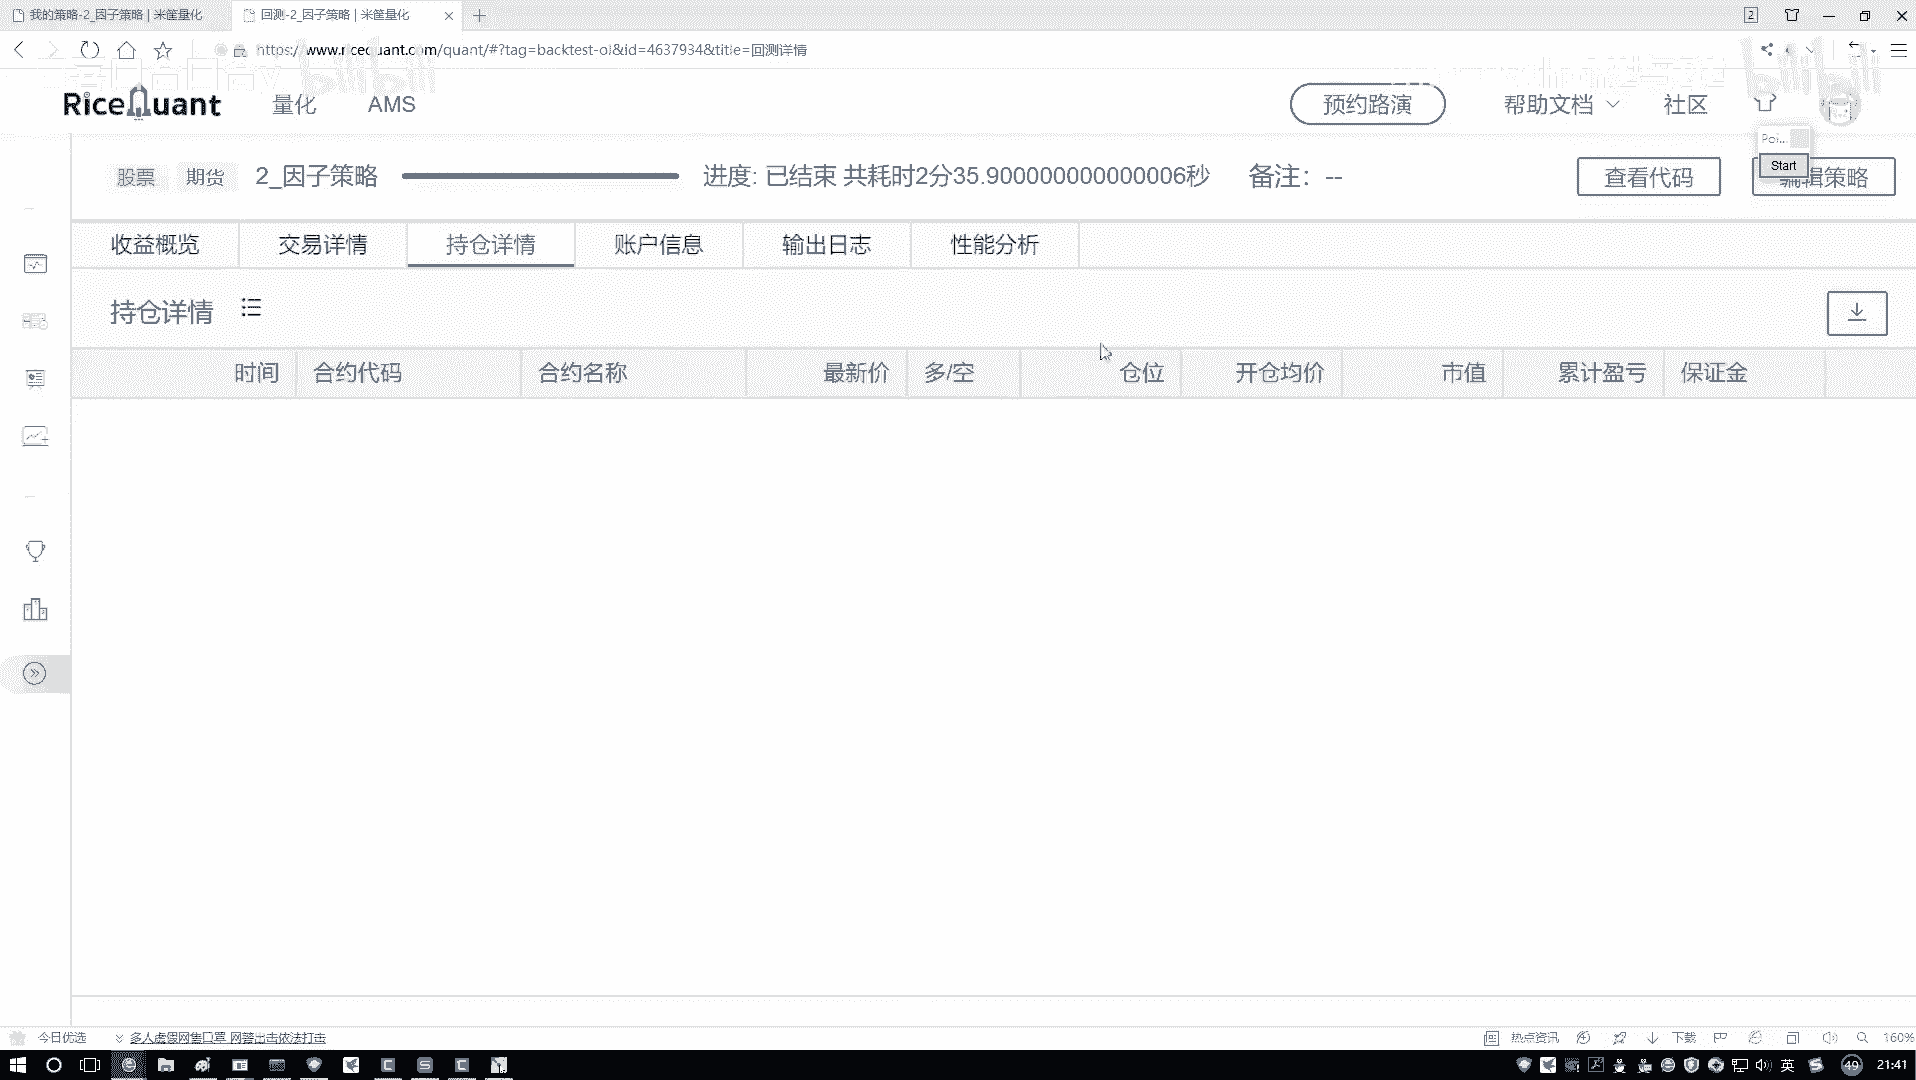 我的策略-2_因子策略 | 米筐量化
回测-2_因子策略 | 米筐量化
2
https://www.ricequant.com/quant/#?tag=backtest-ol&id=4637934&title=回测详情
bilibili
bilibili
RiceQuant
量化
AMS
预约路演
帮助文档
社区
Poi...
Start
股票
期货
2_因子策略
进度: 已结束 共耗时2分35.900000000000006秒
备注：--
查看代码
编辑策略
收益概览
交易详情
持仓详情
账户信息
输出日志
性能分析
持仓详情
时间
合约代码
合约名称
最新价
多/空
仓位
开仓均价
市值
累计盈亏
保证金
今日优选
多人虚假网售口罩 网警出击依法打击
热点资讯
下载
160%
英
49
21:41